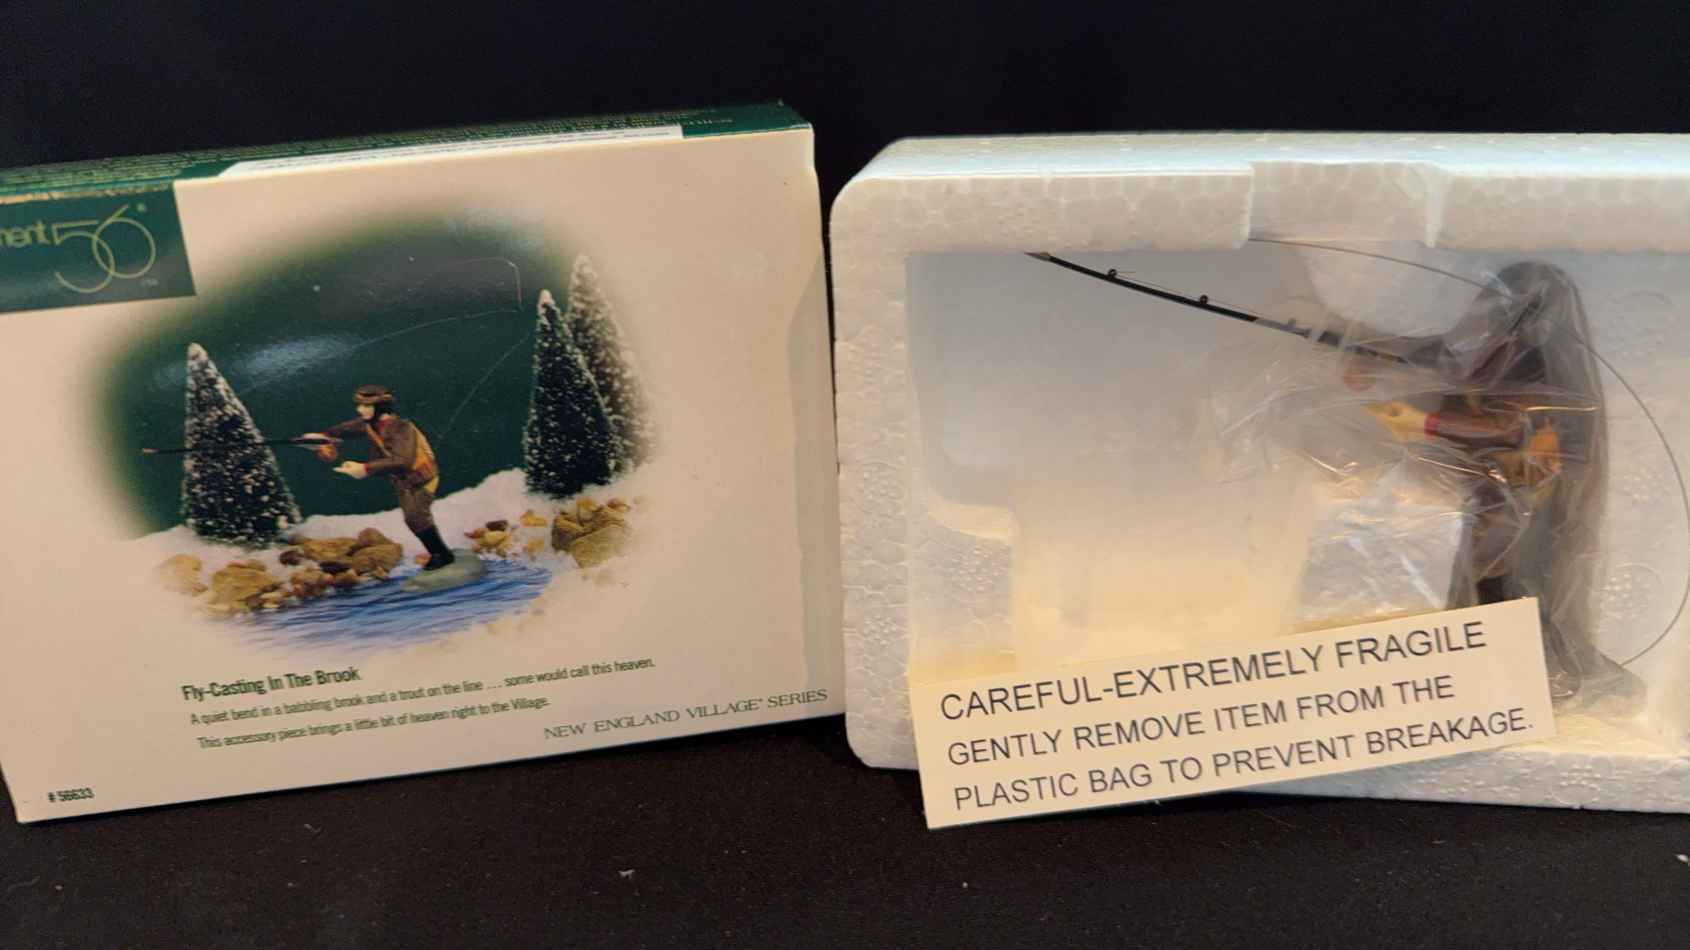 ment 56®
™
Fly-Casting In The Brook
A quiet bend in a babbling brook and a trout on the line ... some would call this heaven.
This accessory piece brings a little bit of heaven right to the Village.
NEW ENGLAND VILLAGE® SERIES
# 56633
CAREFUL-EXTREMELY FRAGILE
GENTLY REMOVE ITEM FROM THE
PLASTIC BAG TO PREVENT BREAKAGE.